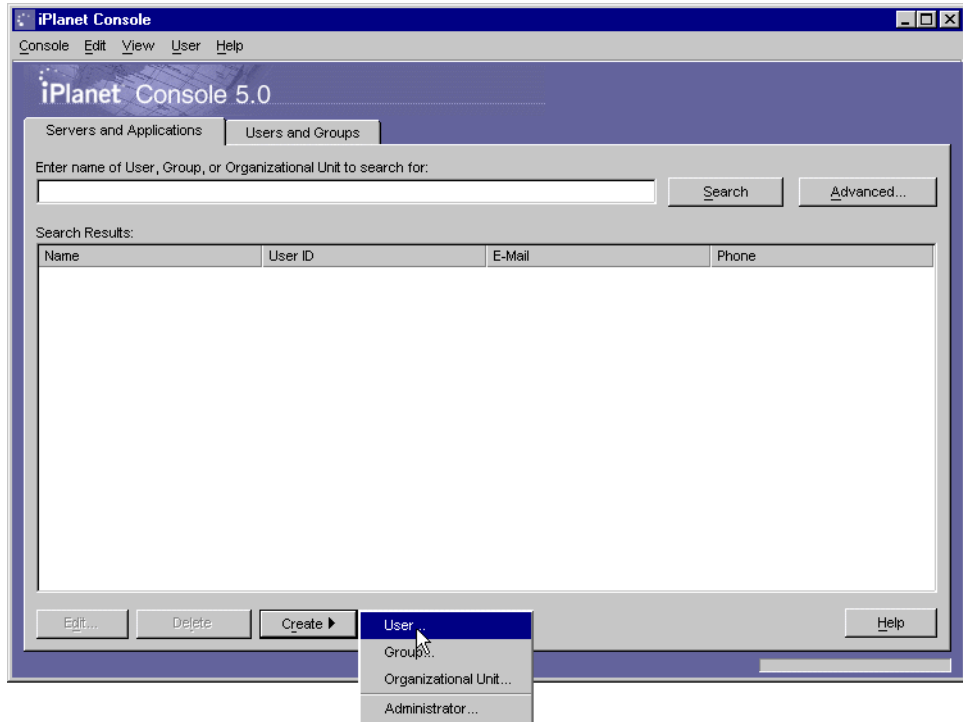 iPlanet Console
Console Edit View User Help
iPlanet Console 5.0
Servers and Applications Users and Groups
Enter name of User, Group, or Organizational Unit to search for:
Search Advanced...
Search Results:
Name User ID E-Mail Phone
Edit... Delete Create User... Help
Group...
Organizational Unit...
Administrator...